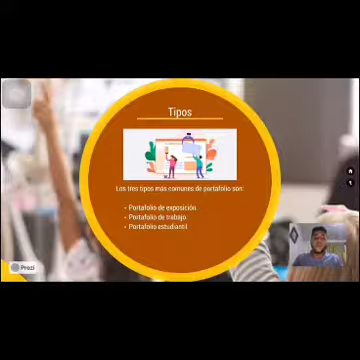 Tipos
Los tres tipos más comunes de portafolio son:
• Portafolio de exposición.
• Portafolio de trabajo.
• Portafolio estudiantil
Prezi